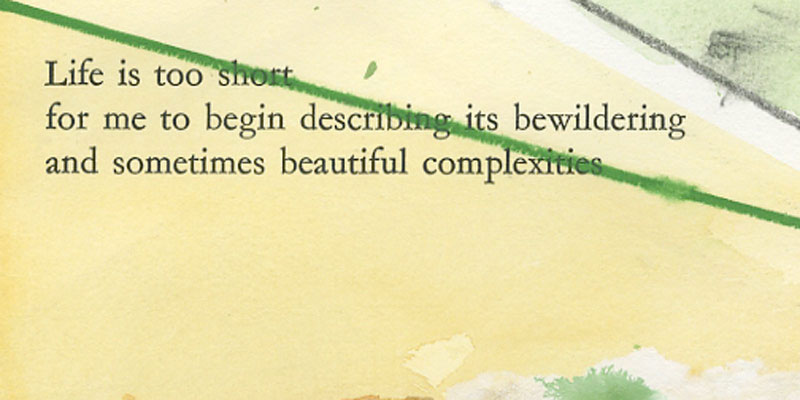 Life is too short
for me to begin describing its bewildering
and sometimes beautiful complexities